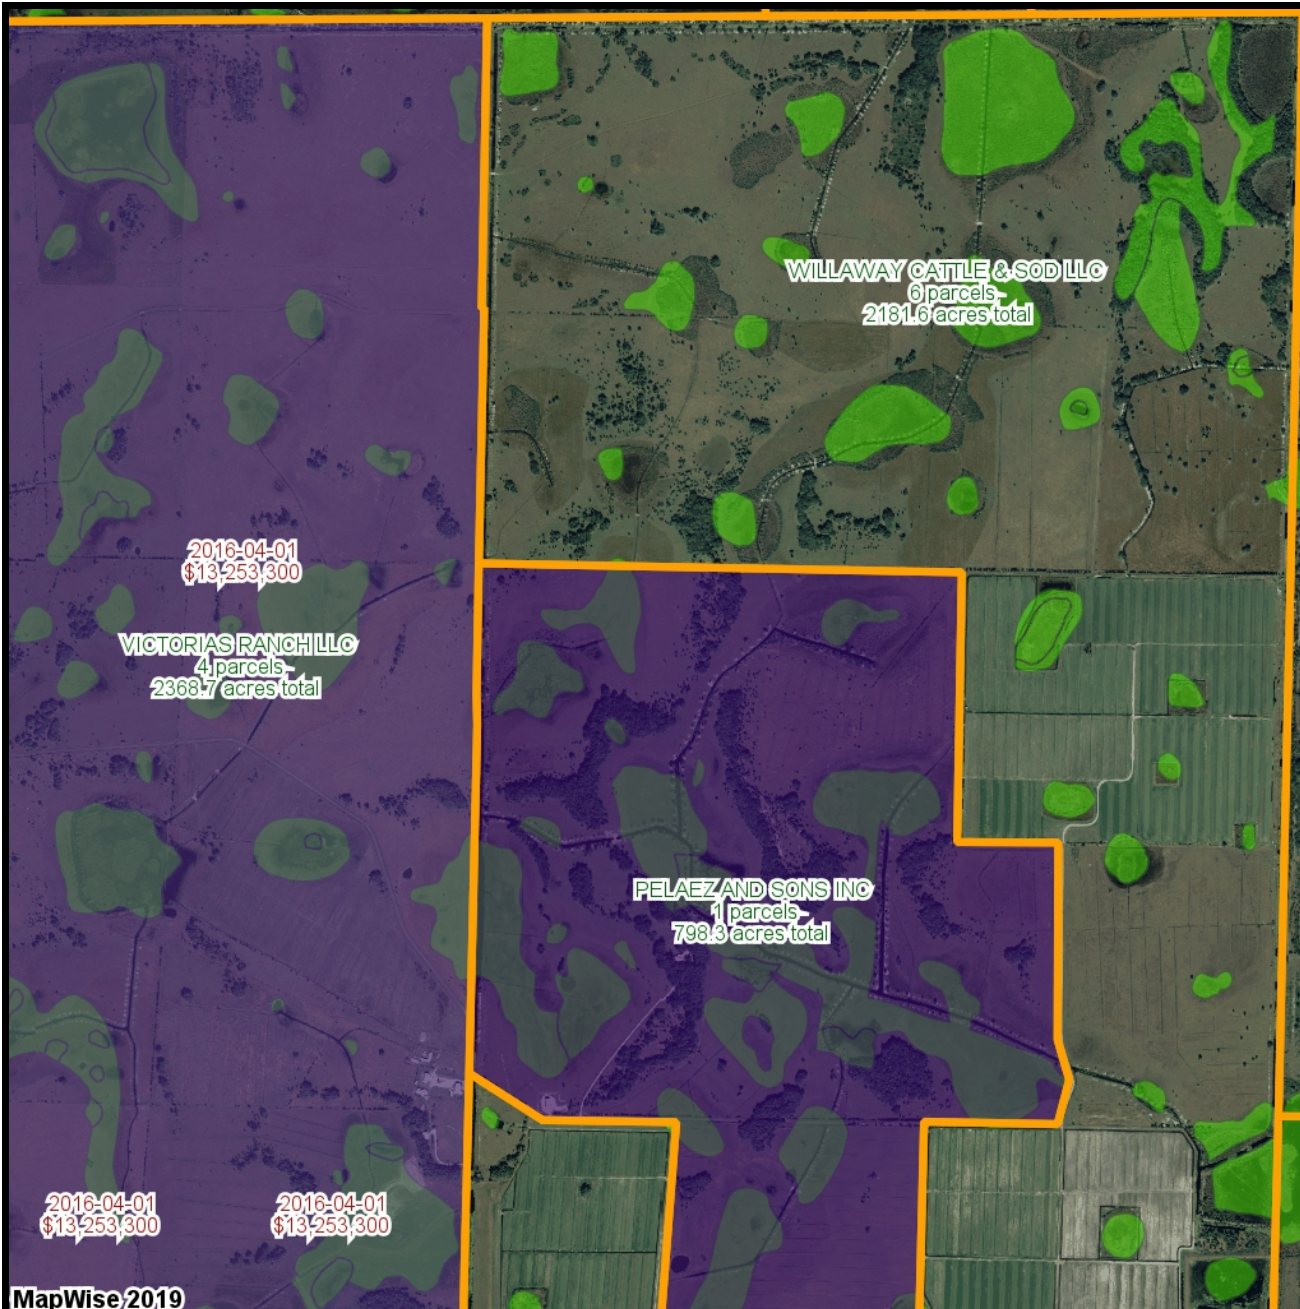 WILLAWAY CATTLE & SOD LLC
6 parcels
2181.6 acres total
2016-04-01
$13,253,300
VICTORIAS RANCH LLC
4 parcels
2368.7 acres total
PELAEZ AND SONS INC
1 parcels
798.3 acres total
2016-04-01
$13,253,300
2016-04-01
$13,253,300
MapWise 2019